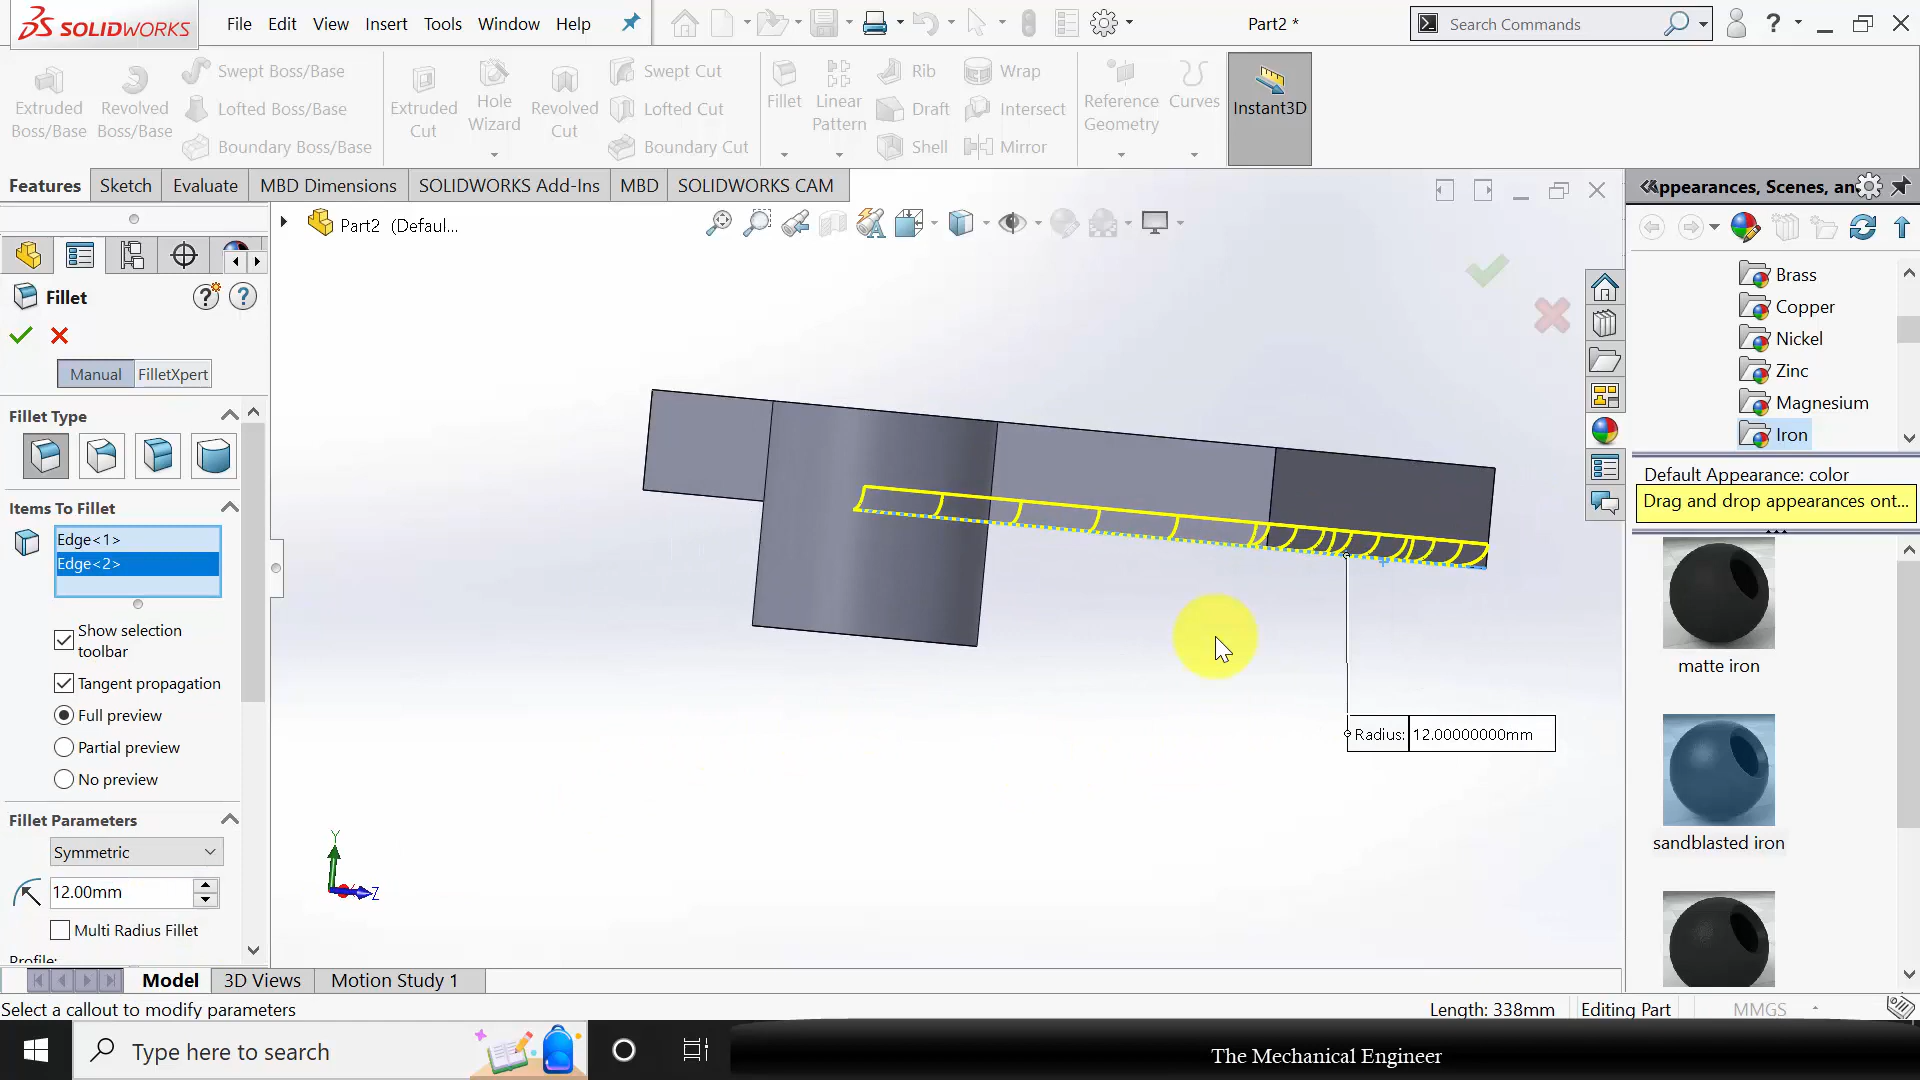 SOLIDWORKS File Edit View Insert Tools Window Help Part2 * Search Commands ?
Extruded Boss/Base
Revolved Boss/Base
Swept Boss/Base
Lofted Boss/Base
Boundary Boss/Base
Extruded Cut
Hole Wizard
Revolved Cut
Swept Cut
Lofted Cut
Boundary Cut
Fillet
Linear Pattern
Rib
Draft
Shell
Wrap
Intersect
Mirror
Reference Geometry
Curves
Instant3D
Features Sketch Evaluate MBD Dimensions SOLIDWORKS Add-Ins MBD SOLIDWORKS CAM
Part2 (Defaul...
Fillet
Manual FilletXpert
Fillet Type
Items To Fillet
Edge<1>
Edge<2>
Show selection
toolbar
Tangent propagation
Full preview
Partial preview
No preview
Fillet Parameters
Symmetric
12.00mm
Multi Radius Fillet
Profile:
Radius: 12.00000000mm
Y
Z
Appearances, Scenes, an
Brass
Copper
Nickel
Zinc
Magnesium
Iron
Default Appearance: color
Drag and drop appearances ont...
matte iron
sandblasted iron
Model 3D Views Motion Study 1
Select a callout to modify parameters Length: 338mm Editing Part MMGS
Type here to search
The Mechanical Engineer